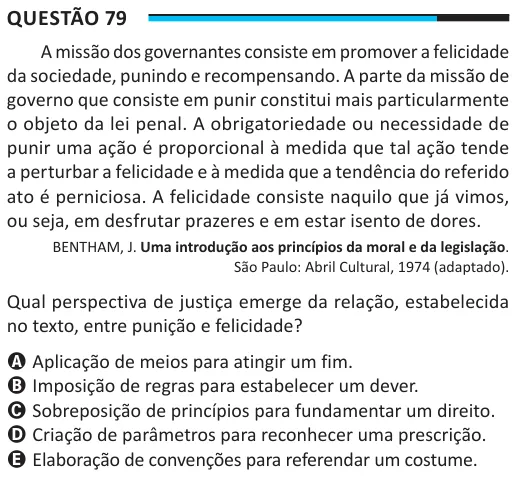 QUESTÃO 79
A missão dos governantes consiste em promover a felicidade
da sociedade, punindo e recompensando. A parte da missão de
governo que consiste em punir constitui mais particularmente
o objeto da lei penal. A obrigatoriedade ou necessidade de
punir uma ação é proporcional à medida que tal ação tende
a perturbar a felicidade e à medida que a tendência do referido
ato é perniciosa. A felicidade consiste naquilo que já vimos,
ou seja, em desfrutar prazeres e em estar isento de dores.
BENTHAM, J. Uma introdução aos princípios da moral e da legislação.
São Paulo: Abril Cultural, 1974 (adaptado).
Qual perspectiva de justiça emerge da relação, estabelecida
no texto, entre punição e felicidade?
A Aplicação de meios para atingir um fim.
B Imposição de regras para estabelecer um dever.
C Sobreposição de princípios para fundamentar um direito.
D Criação de parâmetros para reconhecer uma prescrição.
E Elaboração de convenções para referendar um costume.